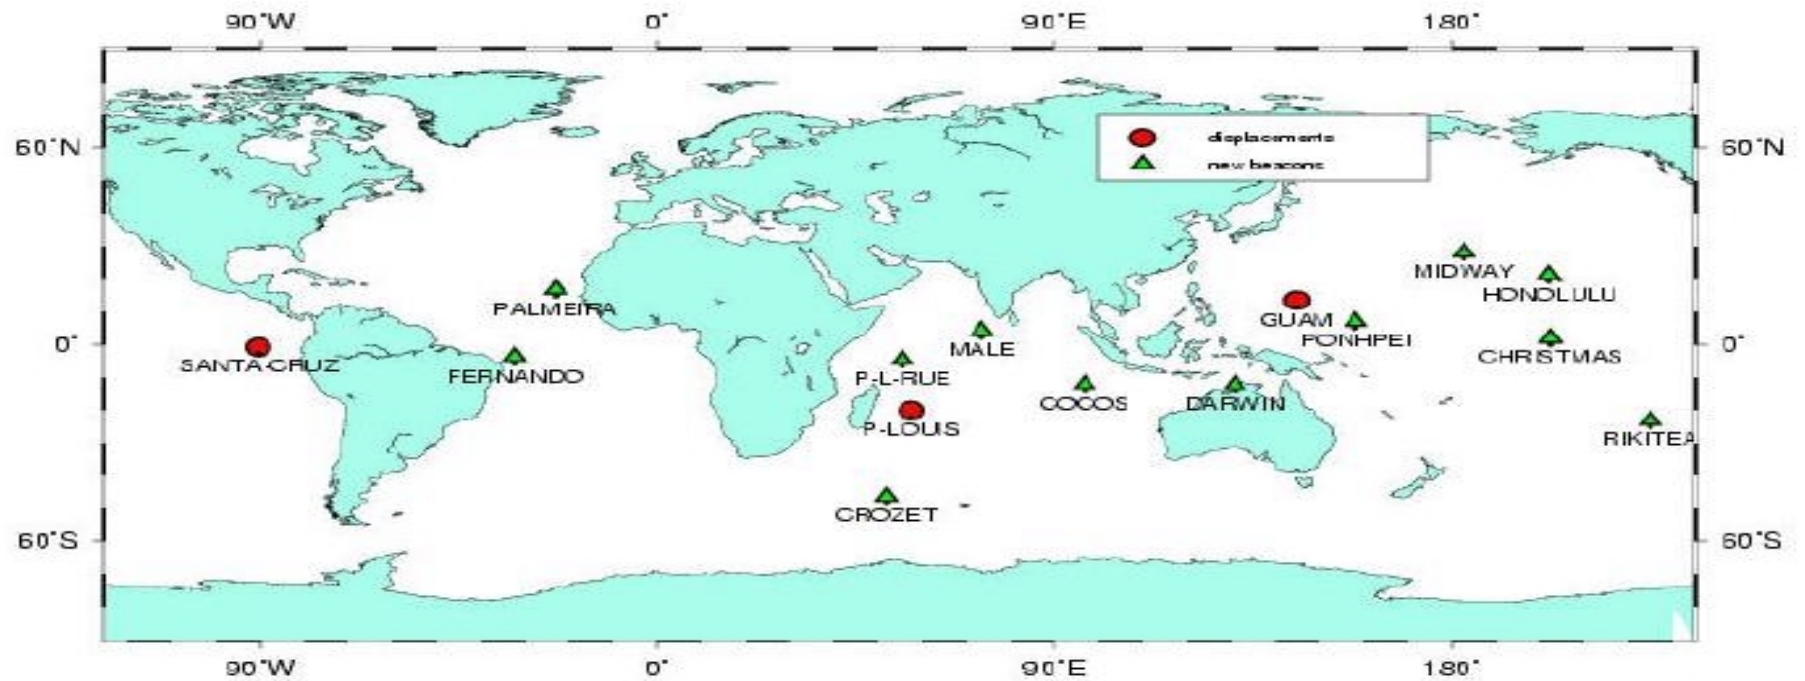 90°W 0° 90°E 180°
60°N 60°N
displacements
new beacons
MIDWAY
HONOLULU
PALMEIRA
GUAM
PONHPEI
0° 0°
MALE
CHRISTMAS
SANTA-CRUZ
FERNANDO
P-L-RUE
COCOS
DARWIN
P-LOUIS
RIKITEA
CROZET
60°S 60°S
90°W 0° 90°E 180°